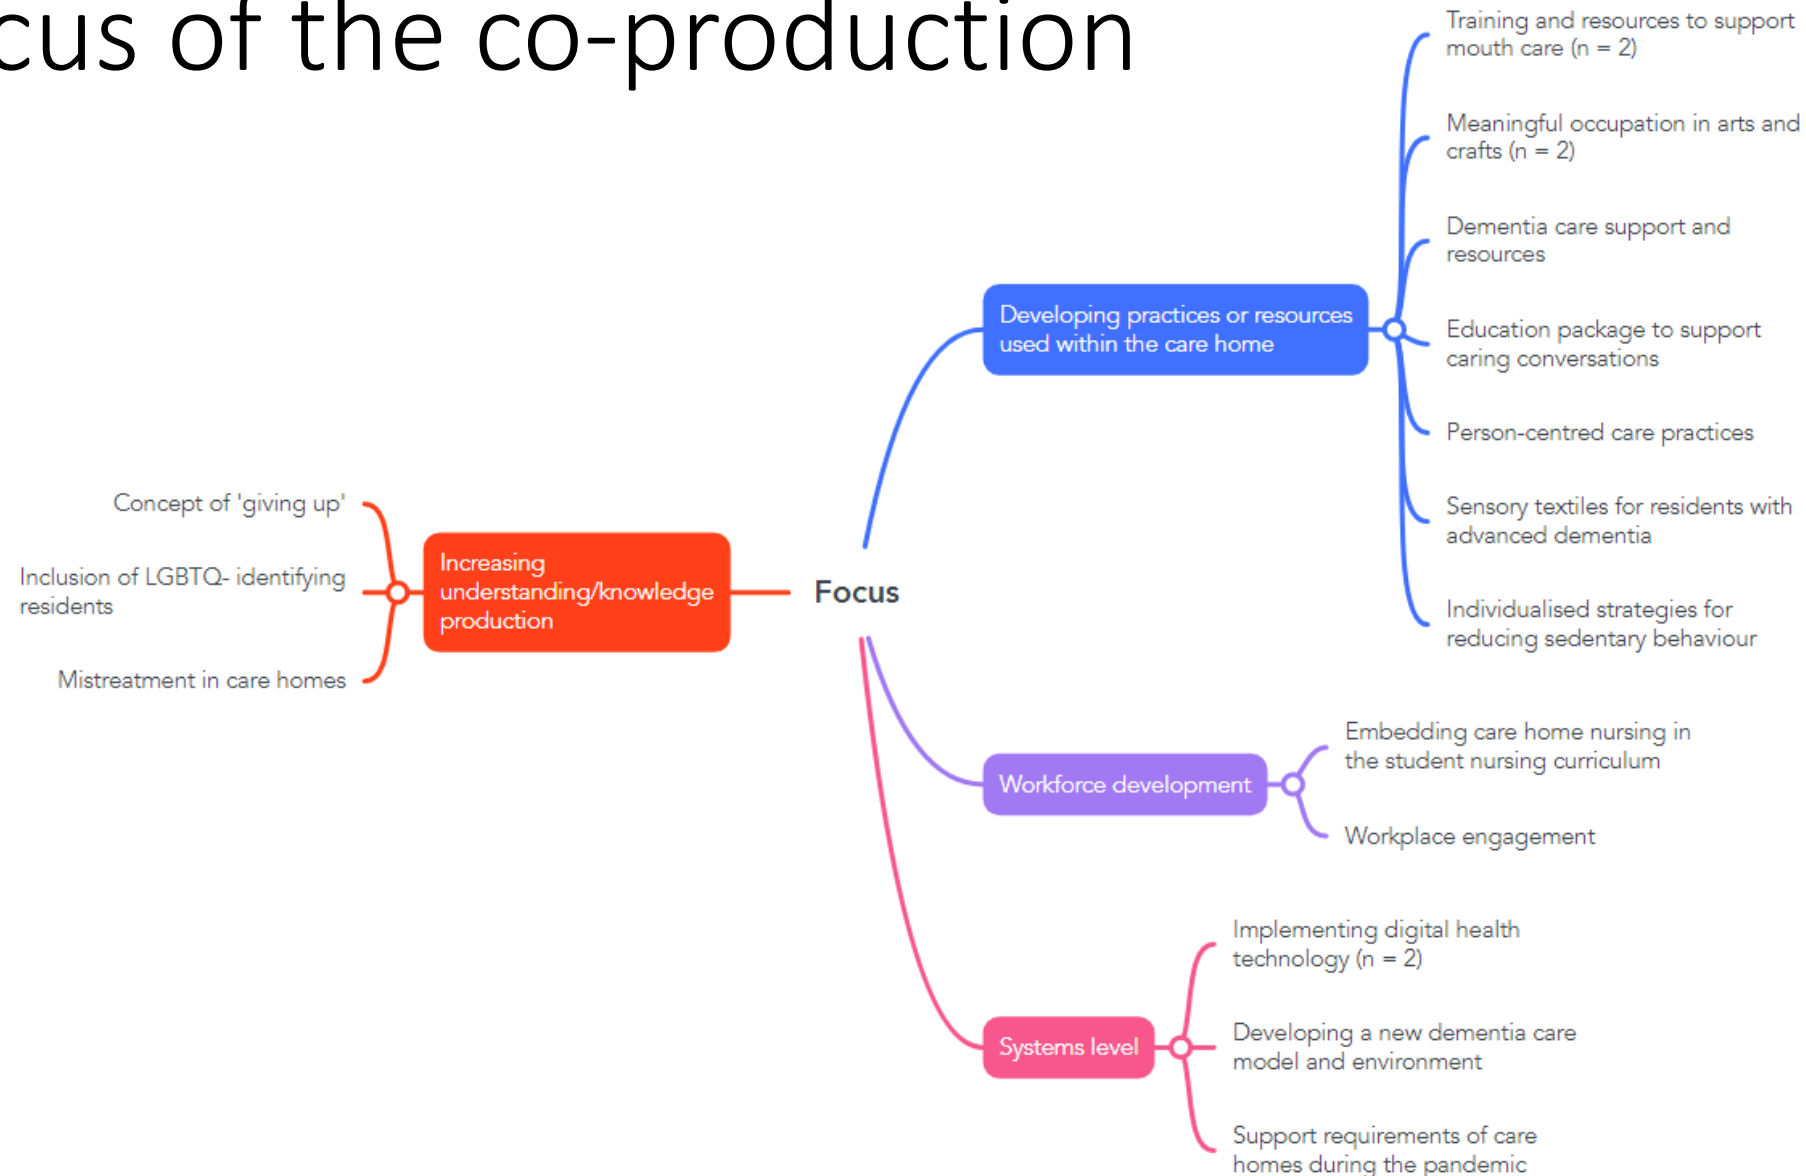 cus of the co-production
Training and resources to support
mouth care (n = 2)
Meaningful occupation in arts and
crafts (n = 2)
Dementia care support and
resources
Developing practices or resources
used within the care home
Education package to support
caring conversations
Person-centred care practices
Sensory textiles for residents with
advanced dementia
Individualised strategies for
reducing sedentary behaviour
Concept of 'giving up'
Inclusion of LGBTQ- identifying
residents
Mistreatment in care homes
Increasing
understanding/knowledge
production
Focus
Workforce development
Embedding care home nursing in
the student nursing curriculum
Workplace engagement
Systems level
Implementing digital health
technology (n = 2)
Developing a new dementia care
model and environment
Support requirements of care
homes during the pandemic